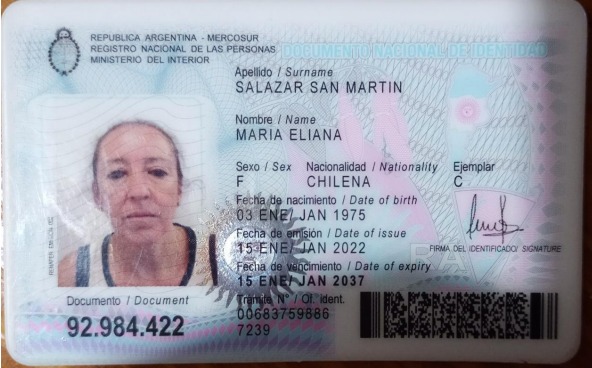 REPUBLICA ARGENTINA - MERCOSUR
REGISTRO NACIONAL DE LAS PERSONAS
MINISTERIO DEL INTERIOR
DOCUMENTO NACIONAL DE IDENTIDAD
Apellido / Surname
SALAZAR SAN MARTIN
Nombre / Name
MARIA ELIANA
Sexo / Sex Nacionalidad / Nationality Ejemplar
F CHILENA C
Fecha de nacimiento / Date of birth
03 ENE/ JAN 1975
Fecha de emisión / Date of issue
15 ENE/ JAN 2022
FIRMA DEL IDENTIFICADO/ SIGNATURE
Fecha de vencimiento / Date of expiry
15 ENE/ JAN 2037
Documento / Document
92.984.422
Trámite N° / Of. ident.
00683759886
7239